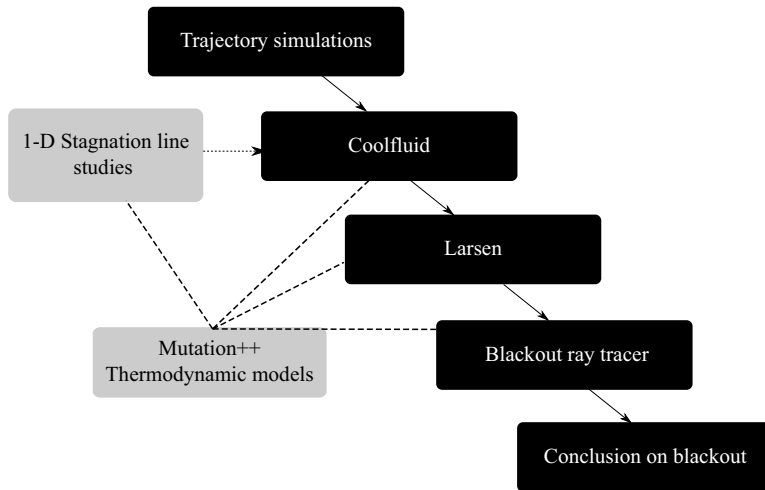 Trajectory simulations
1-D Stagnation line
studies
Coolfluid
Larsen
Mutation++
Thermodynamic models
Blackout ray tracer
Conclusion on blackout